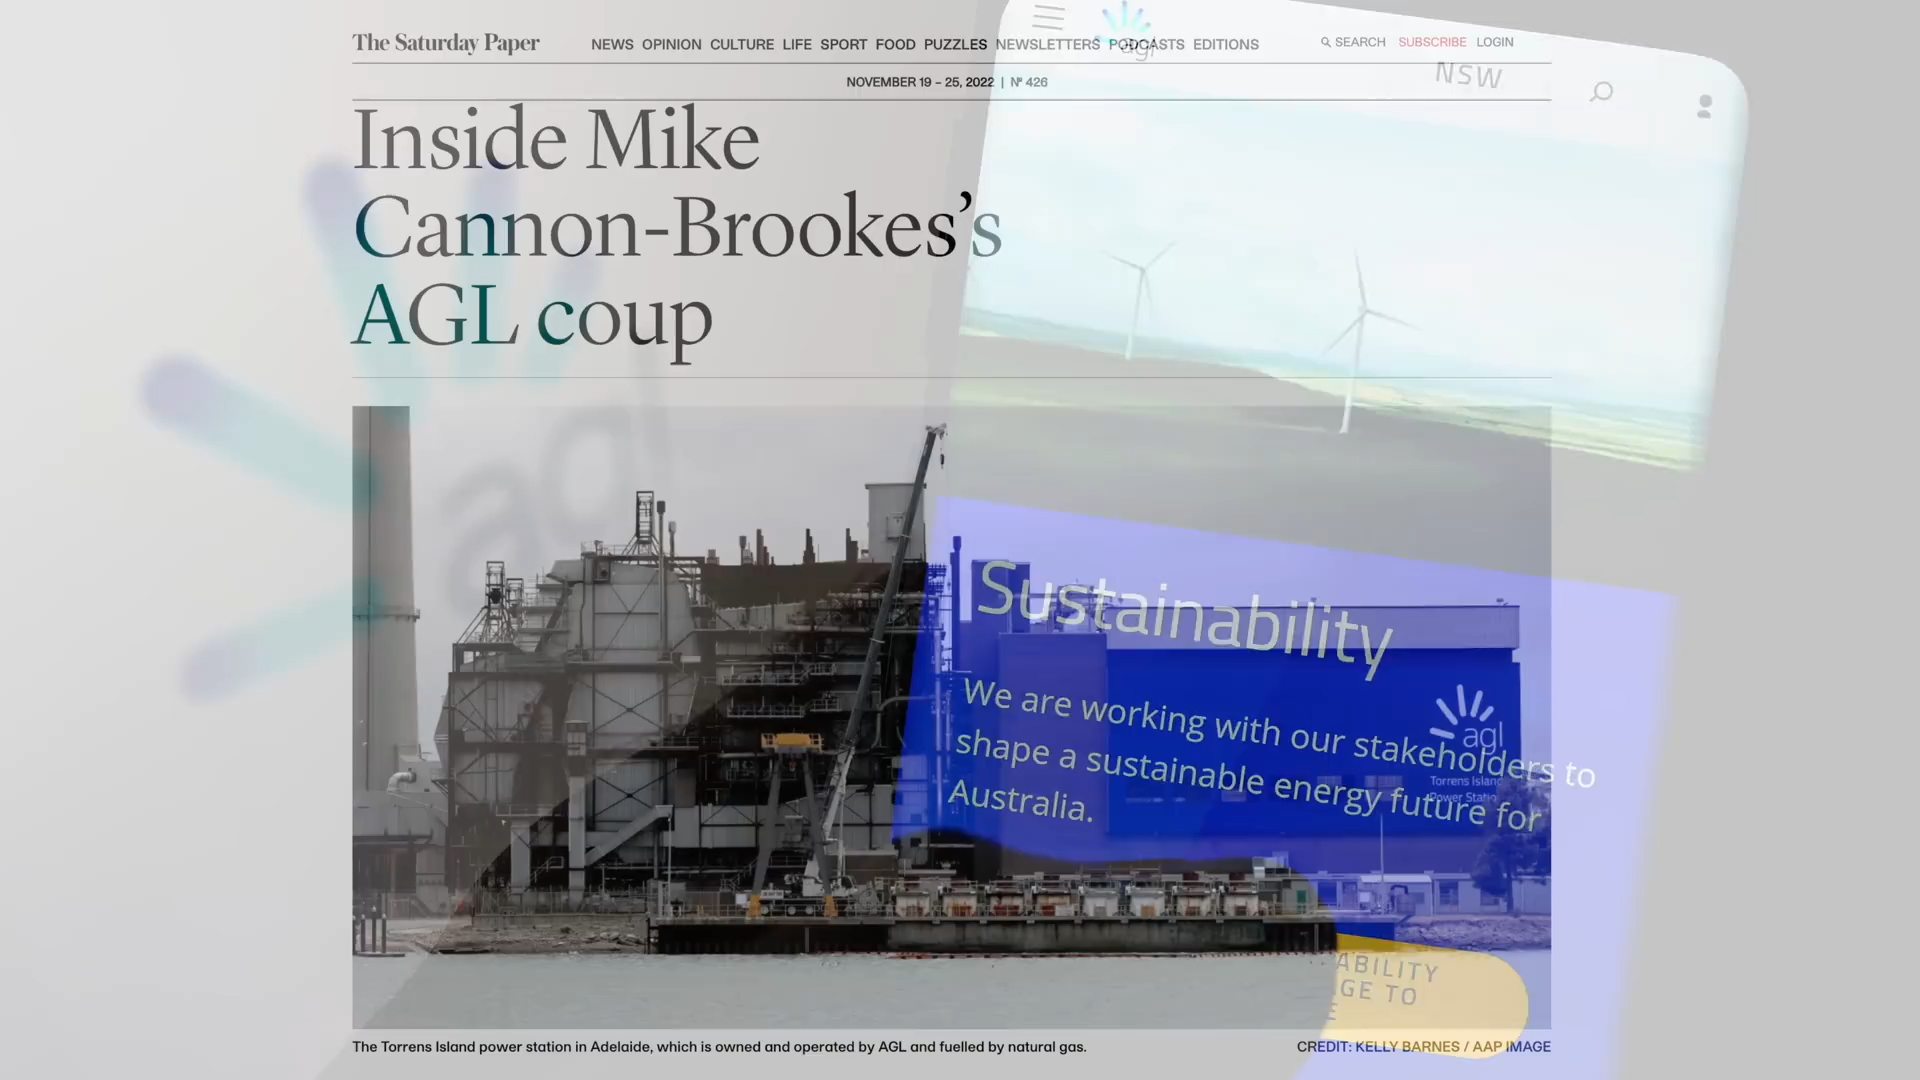 The Saturday Paper
NEWS OPINION CULTURE LIFE SPORT FOOD PUZZLES NEWSLETTERS PODCASTS EDITIONS
SEARCH SUBSCRIBE LOGIN
agl
NSW
NOVEMBER 19 – 25, 2022 | № 426
Inside Mike
Cannon-Brookes’s
AGL coup
agl
Sustainability
We are working with our stakeholders to
shape a sustainable energy future for
Australia.
agl
Torrens Island
Power Station
ABILITY
GE TO
E
The Torrens Island power station in Adelaide, which is owned and operated by AGL and fuelled by natural gas.
CREDIT: KELLY BARNES / AAP IMAGE